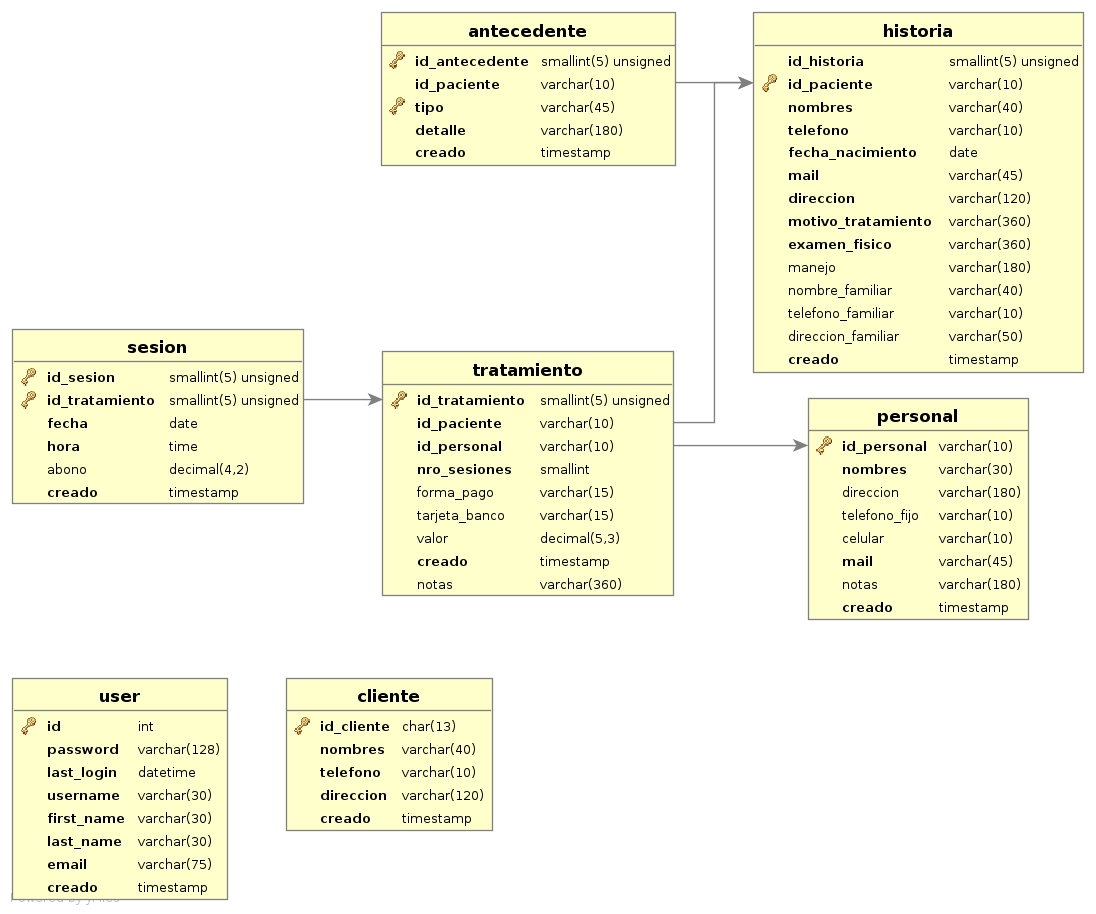 antecedente
id_antecedente smallint(5) unsigned
id_paciente varchar(10)
tipo varchar(45)
detalle varchar(180)
creado timestamp
historia
id_historia smallint(5) unsigned
id_paciente varchar(10)
nombres varchar(40)
telefono varchar(10)
fecha_nacimiento date
mail varchar(45)
direccion varchar(120)
motivo_tratamiento varchar(360)
examen_fisico varchar(360)
manejo varchar(180)
nombre_familiar varchar(40)
telefono_familiar varchar(10)
direccion_familiar varchar(50)
creado timestamp
sesion
id_sesion smallint(5) unsigned
id_tratamiento smallint(5) unsigned
fecha date
hora time
abono decimal(4,2)
creado timestamp
tratamiento
id_tratamiento smallint(5) unsigned
id_paciente varchar(10)
id_personal varchar(10)
nro_sesiones smallint
forma_pago varchar(15)
tarjeta_banco varchar(15)
valor decimal(5,3)
creado timestamp
notas varchar(360)
personal
id_personal varchar(10)
nombres varchar(30)
direccion varchar(180)
telefono_fijo varchar(10)
celular varchar(10)
mail varchar(45)
notas varchar(180)
creado timestamp
user
id int
password varchar(128)
last_login datetime
username varchar(30)
first_name varchar(30)
last_name varchar(30)
email varchar(75)
creado timestamp
cliente
id_cliente char(13)
nombres varchar(40)
telefono varchar(10)
direccion varchar(120)
creado timestamp